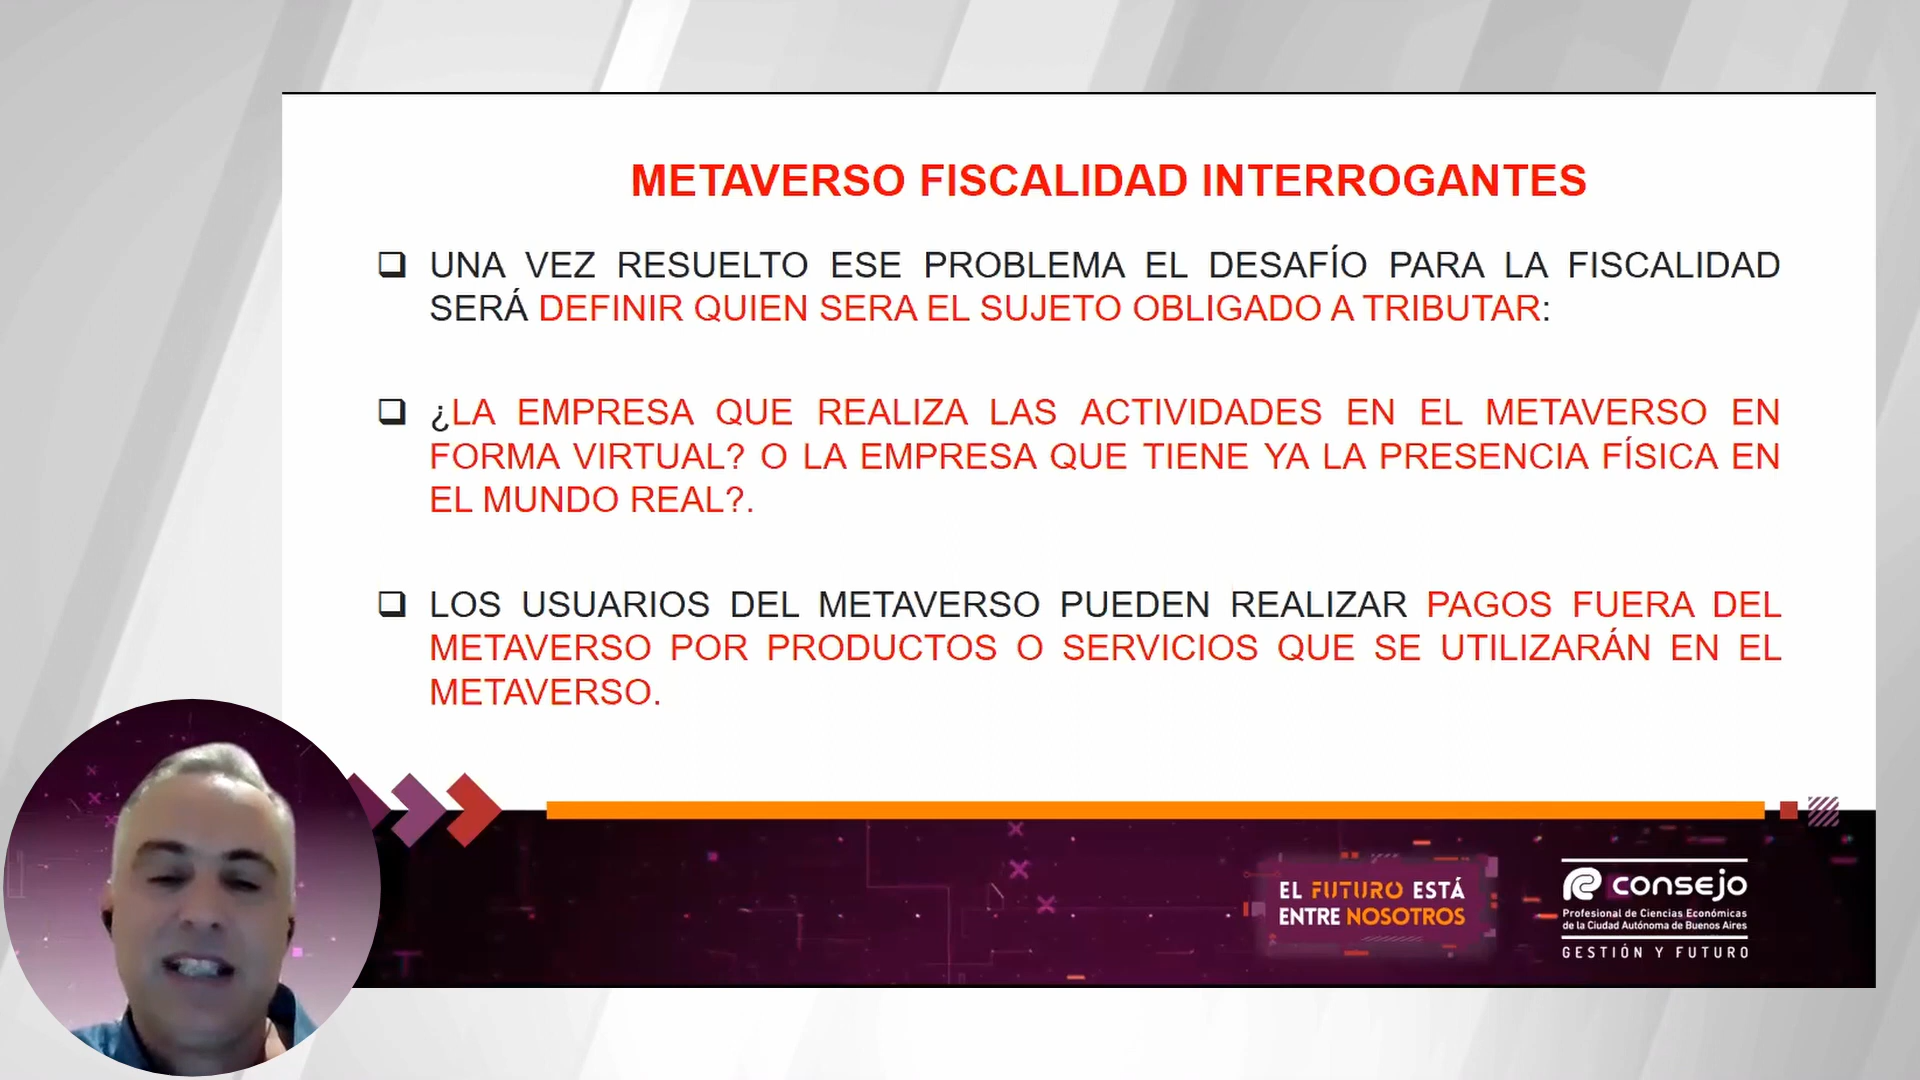 METAVERSO FISCALIDAD INTERROGANTES
UNA VEZ RESUELTO ESE PROBLEMA EL DESAFÍO PARA LA FISCALIDAD
SERÁ DEFINIR QUIEN SERA EL SUJETO OBLIGADO A TRIBUTAR:
¿LA EMPRESA QUE REALIZA LAS ACTIVIDADES EN EL METAVERSO EN
FORMA VIRTUAL? O LA EMPRESA QUE TIENE YA LA PRESENCIA FÍSICA EN
EL MUNDO REAL?.
LOS USUARIOS DEL METAVERSO PUEDEN REALIZAR PAGOS FUERA DEL
METAVERSO POR PRODUCTOS O SERVICIOS QUE SE UTILIZARÁN EN EL
METAVERSO.
EL FUTURO ESTÁ
ENTRE NOSOTROS
consejo
Profesional de Ciencias Económicas
de la Ciudad Autónoma de Buenos Aires
GESTIÓN Y FUTURO